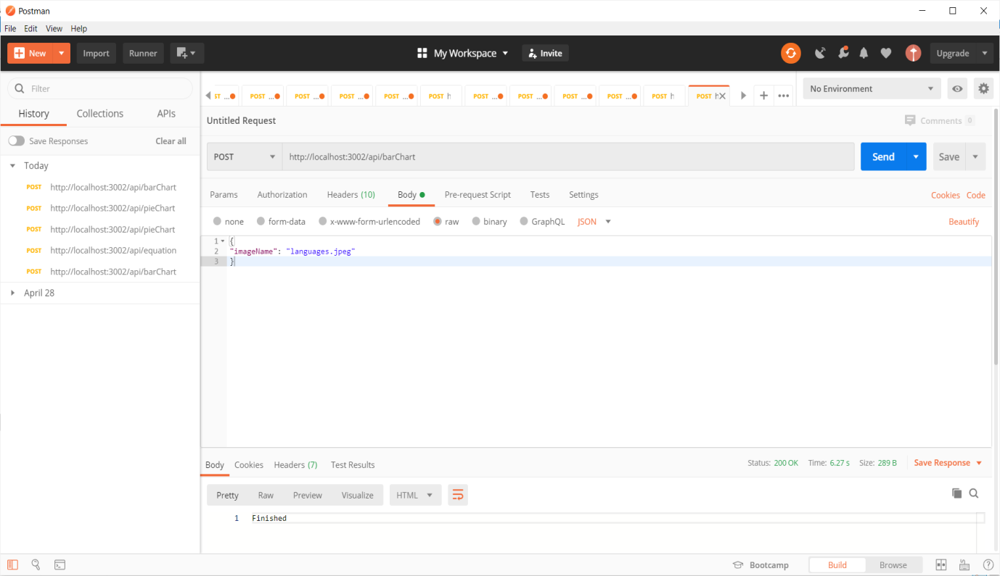 Postman
File Edit View Help
New Import Runner My Workspace Invite Upgrade
Filter
History Collections APIs
Save Responses Clear all
Today
POST http://localhost:3002/api/barChart
POST http://localhost:3002/api/pieChart
POST http://localhost:3002/api/pieChart
POST http://localhost:3002/api/equation
POST http://localhost:3002/api/barChart
April 28
ST ... POST ... POST ... POST ... POST ... POST h POST ... POST ... POST ... POST ... POST h POST h No Environment
Untitled Request Comments 0
POST http://localhost:3002/api/barChart Send Save
Params Authorization Headers (10) Body Pre-request Script Tests Settings Cookies Code
none form-data x-www-form-urlencoded raw binary GraphQL JSON Beautify
1 {
2 "imageName": "languages.jpeg"
3 }
Body Cookies Headers (7) Test Results Status: 200 OK Time: 6.27 s Size: 289 B Save Response
Pretty Raw Preview Visualize HTML
1 Finished
Bootcamp Build Browse